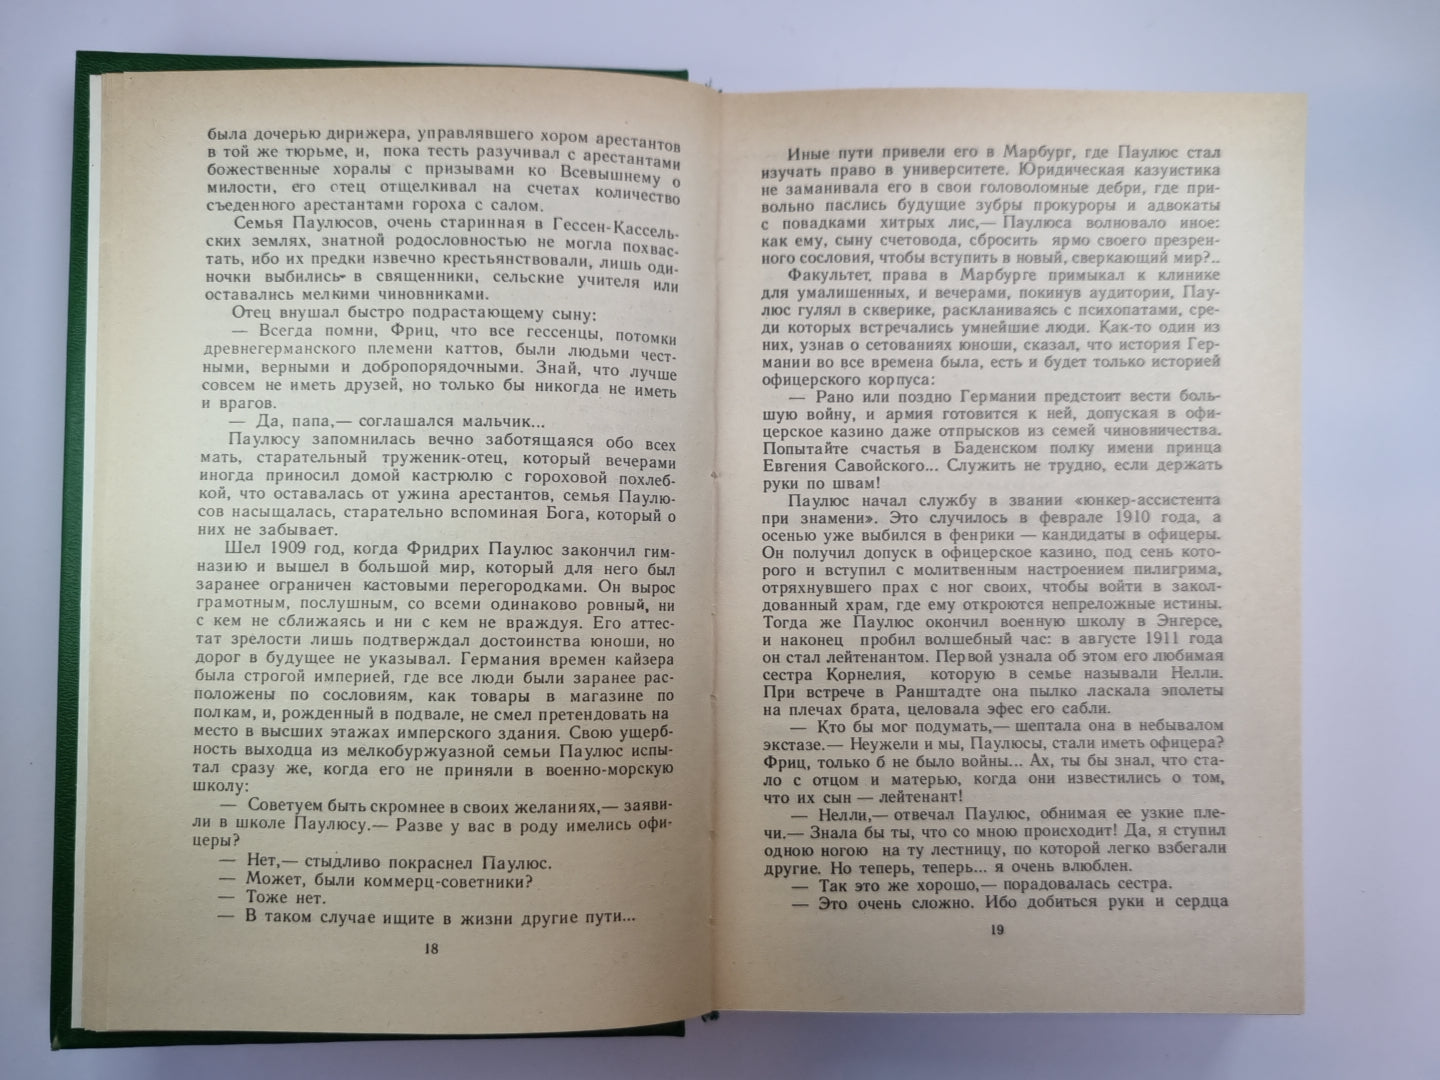 была дочерью дирижера, управлявшего хором арестантов
в той же тюрьме, и, пока тесть разучивал с арестантами
божественные хоралы с призывами ко Всевышнему о
милости, его отец отщелкивал на счетах количество
съеденного арестантами гороха с салом.
Семья Паулюсов, очень старинная в Гессен-Кассель-
ских землях, знатной родословностью не могла похвас-
тать, ибо их предки извечно крестьянствовали, лишь оди-
ночки выбились в священники, сельские учителя или
оставались мелкими чиновниками.
Отец внушал быстро подрастающему сыну:
— Всегда помни, Фриц, что все гессенцы, потомки
древнегерманского племени каттов, были людьми чест-
ными, верными и добропорядочными. Знай, что лучше
совсем не иметь друзей, но только бы никогда не иметь
и врагов.
— Да, папа,— соглашался мальчик...
Паулюсу запомнилась вечно заботящаяся обо всех
мать, старательный труженик-отец, который вечерами
иногда приносил домой кастрюлю с гороховой похлеб-
кой, что оставалась от ужина арестантов, семья Паулю-
сов насыщалась, старательно вспоминая Бога, который о
них не забывает.
Шел 1909 год, когда Фридрих Паулюс закончил гим-
назию и вышел в большой мир, который для него был
заранее ограничен кастовыми перегородками. Он вырос
грамотным, послушным, со всеми одинаково ровный, ни
с кем не сближаясь и ни с кем не враждуя. Его аттес-
тат зрелости лишь подтверждал достоинства юноши, но
дорог в будущее не указывал. Германия времен кайзера
была строгой империей, где все люди были заранее рас-
положены по сословиям, как товары в магазине по
полкам, и, рожденный в подвале, не смел претендовать на
место в высших этажах имперского здания. Свою ущерб-
ность выходца из мелкобуржуазной семьи Паулюс испы-
тал сразу же, когда его не приняли в военно-морскую
школу:
— Советуем быть скромнее в своих желаниях,— заяви-
ли в школе Паулюсу.— Разве у вас в роду имелись офи-
церы?
— Нет,— стыдливо покраснел Паулюс.
— Может, были коммерц-советники?
— Тоже нет.
— В таком случае ищите в жизни другие пути...
18
Иные пути привели его в Марбург, где Паулюс стал
изучать право в университете. Юридическая казуистика
не заманивала его в свои головоломные дебри, где при-
вольно паслись будущие зубры прокуроры и адвокаты
с повадками хитрых лис,— Паулюса волновало иное:
как ему, сыну счетовода, сбросить ярмо своего презрен-
ного сословия, чтобы вступить в новый, сверкающий мир?..
Факультет права в Марбурге примыкал к клинике
для умалишенных, и вечерами, покинув аудитории, Пау-
люс гулял в скверике, раскланиваясь с психопатами, сре-
ди которых встречались умнейшие люди. Как-то один из
них, узнав о сетованиях юноши, сказал, что история Гер-
мании во все времена была, есть и будет только историей
офицерского корпуса:
— Рано или поздно Германии предстоит вести боль-
шую войну, и армия готовится к ней, допуская в офи-
церское казино даже отпрысков из семей чиновничества.
Попытайте счастья в Баденском полку имени принца
Евгения Савойского... Служить не трудно, если держать
руки по швам!
Паулюс начал службу в звании «юнкер-ассистента
при знамени». Это случилось в феврале 1910 года, а
осенью уже выбился в фенрики — кандидаты в офицеры.
Он получил допуск в офицерское казино, под сень кото-
рого и вступил с молитвенным настроением пилигрима,
отряхнувшего прах с ног своих, чтобы войти в закол-
дованный храм, где ему откроются непреложные истины.
Тогда же Паулюс окончил военную школу в Энгерсе,
и наконец пробил волшебный час: в августе 1911 года
он стал лейтенантом. Первой узнала об этом его любимая
сестра Корнелия, которую в семье называли Нелли.
При встрече в Ранштадте она пылко ласкала эполеты
на плечах брата, целовала эфес его сабли.
— Кто бы мог подумать,— шептала она в небывалом
экстазе.— Неужели и мы, Паулюсы, стали иметь офицера?
Фриц, только б не было войны... Ах, ты бы знал, что ста-
ло с отцом и матерью, когда они известились о том,
что их сын — лейтенант!
— Нелли,— отвечал Паулюс, обнимая ее узкие пле-
чи.— Знала бы ты, что со мною происходит! Да, я ступил
одною ногою на ту лестницу, по которой легко взбегали
другие. Но теперь, теперь... я очень влюблен.
— Так это же хорошо,— порадовалась сестра.
— Это очень сложно. Ибо добиться руки и сердца
19